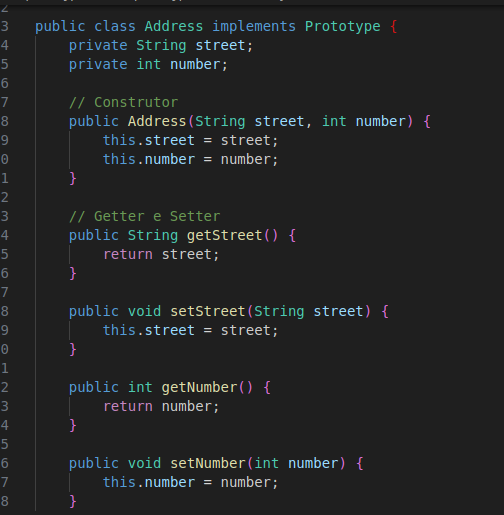 2
3 public class Address implements Prototype {
4 private String street;
5 private int number;
6
7 // Construtor
8 public Address(String street, int number) {
9 this.street = street;
0 this.number = number;
1 }
2
3 // Getter e Setter
4 public String getStreet() {
5 return street;
6 }
7
8 public void setStreet(String street) {
9 this.street = street;
0 }
1
2 public int getNumber() {
3 return number;
4 }
5
6 public void setNumber(int number) {
7 this.number = number;
8 }